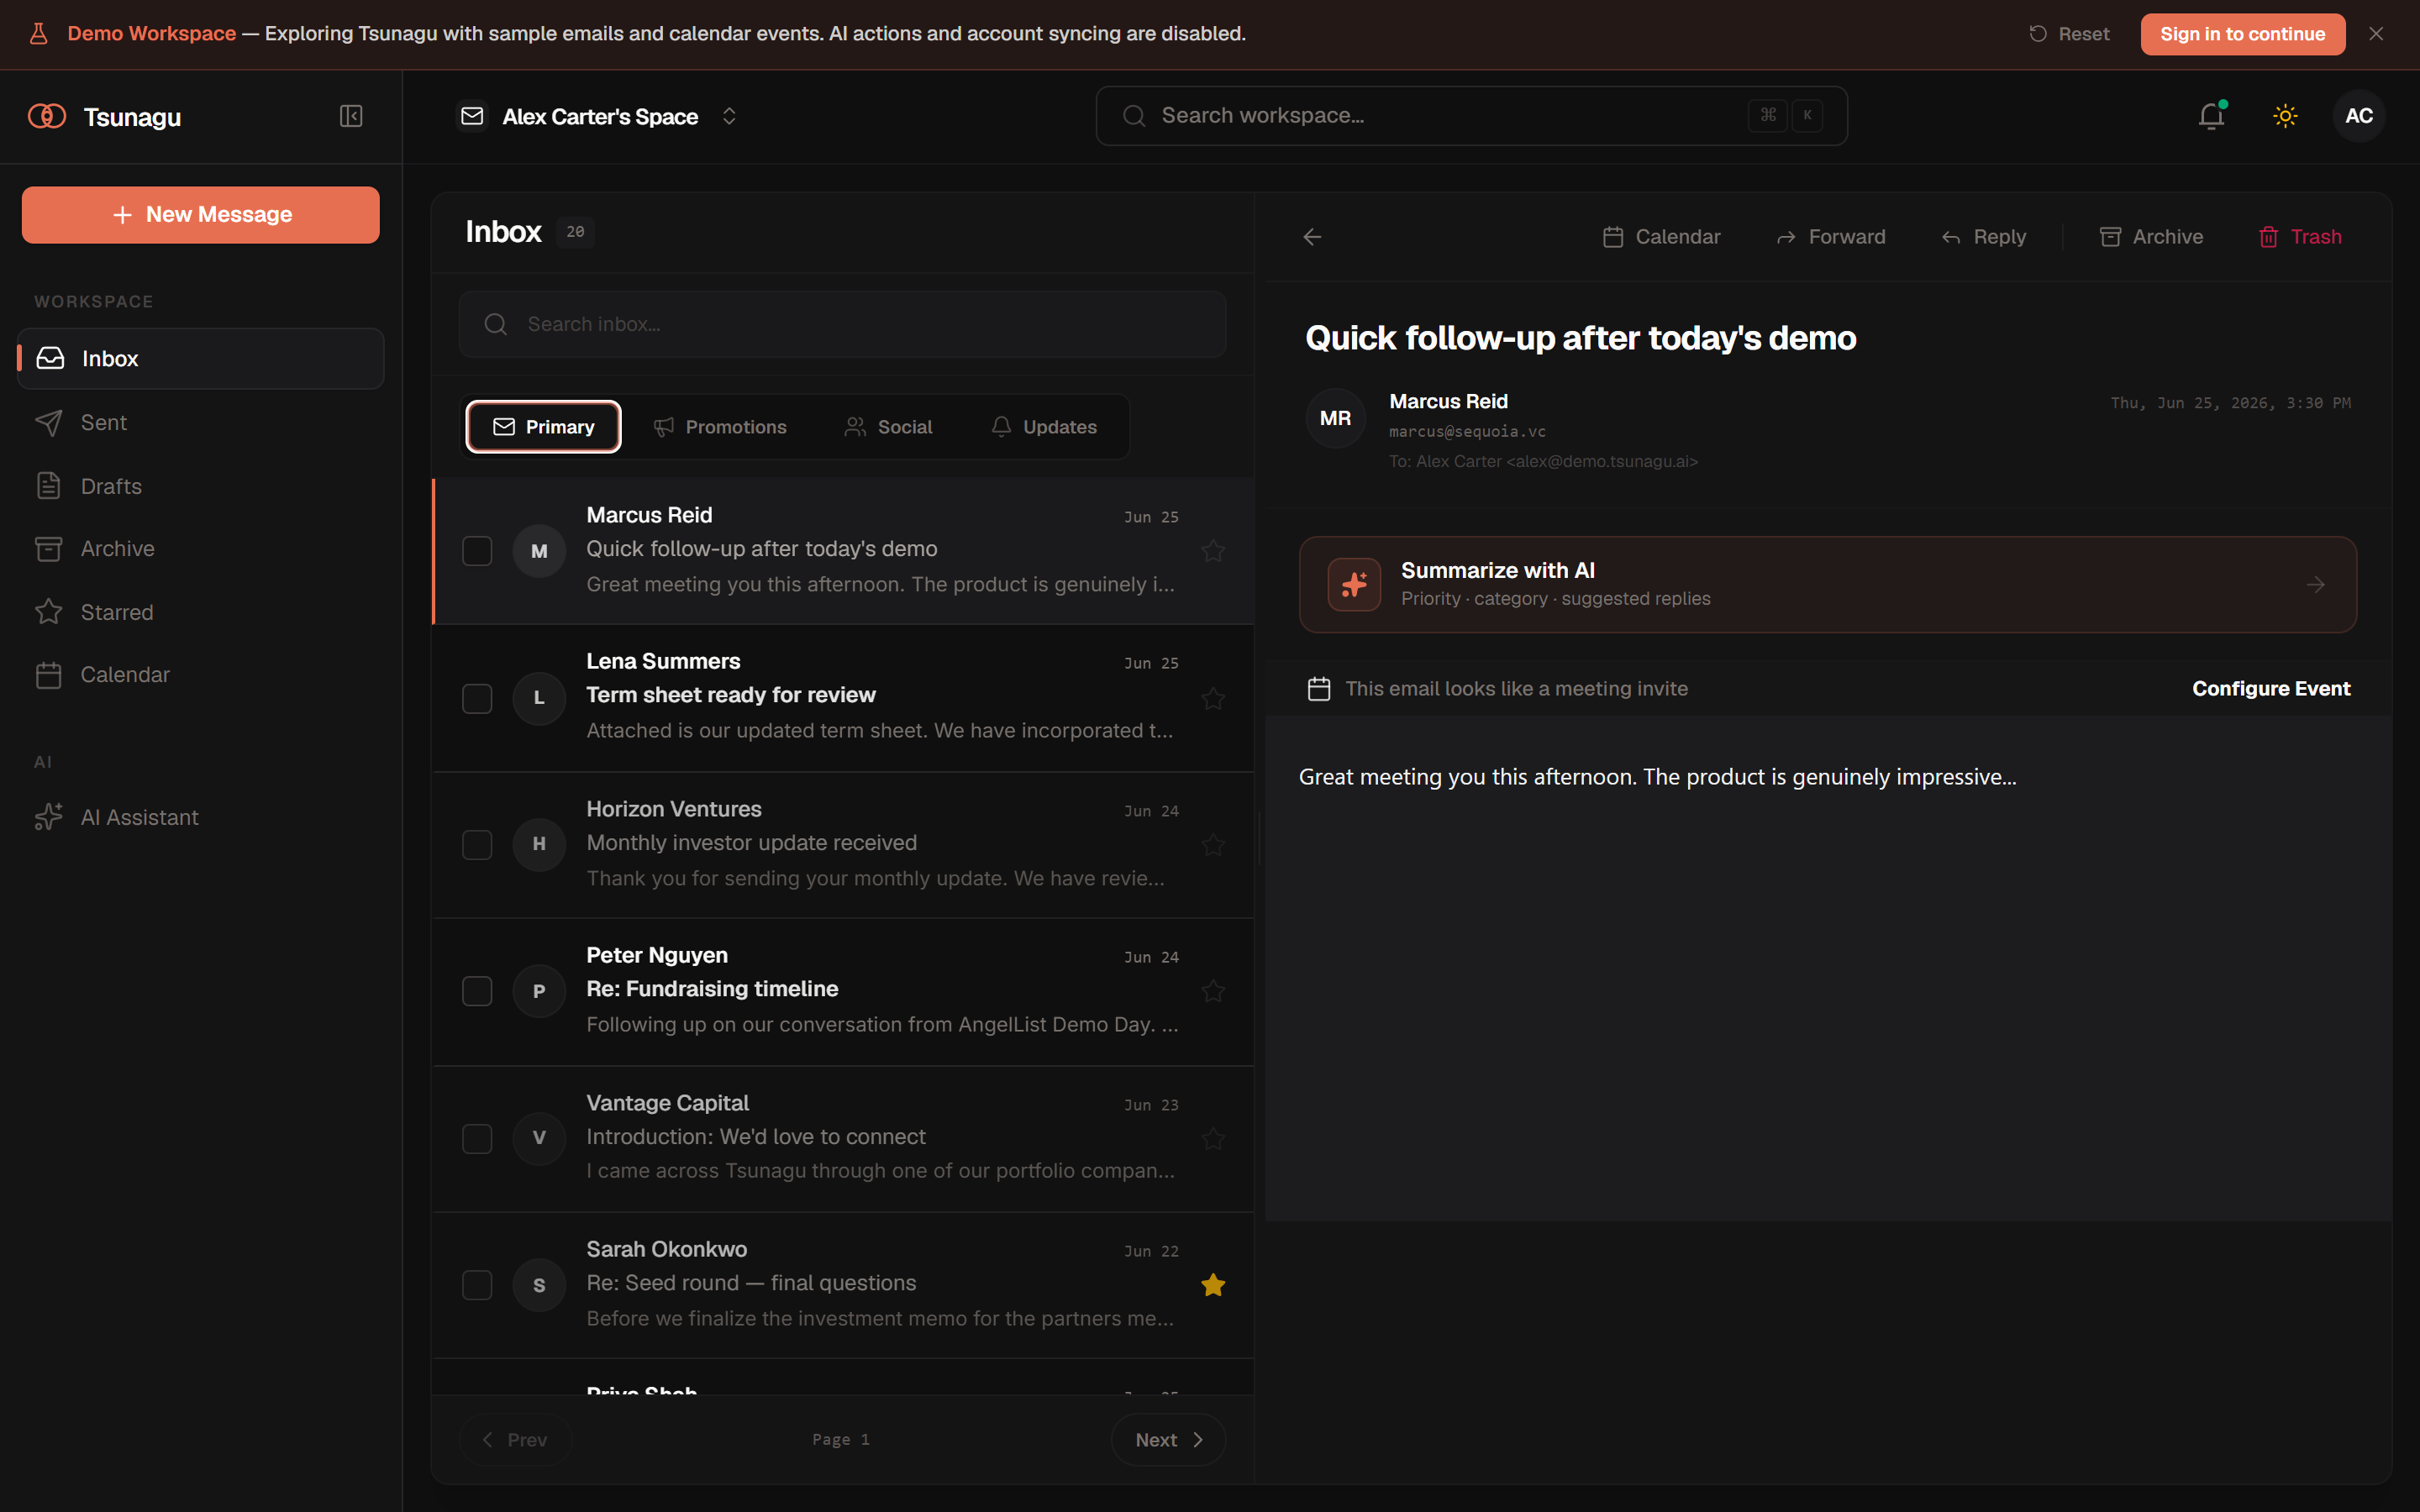 Demo Workspace — Exploring Tsunagu with sample emails and calendar events. AI actions and account syncing are disabled.
Reset
Sign in to continue
Tsunagu
Alex Carter's Space
Search workspace...
⌘ K
AC
New Message
WORKSPACE
Inbox
Sent
Drafts
Archive
Starred
Calendar
AI
AI Assistant
Inbox 20
Search inbox...
Primary
Promotions
Social
Updates
M
Marcus Reid
Jun 25
Quick follow-up after today's demo
Great meeting you this afternoon. The product is genuinely i...
L
Lena Summers
Jun 25
Term sheet ready for review
Attached is our updated term sheet. We have incorporated t...
H
Horizon Ventures
Jun 24
Monthly investor update received
Thank you for sending your monthly update. We have revie...
P
Peter Nguyen
Jun 24
Re: Fundraising timeline
Following up on our conversation from AngelList Demo Day. ...
V
Vantage Capital
Jun 23
Introduction: We'd love to connect
I came across Tsunagu through one of our portfolio compan...
S
Sarah Okonkwo
Jun 22
Re: Seed round — final questions
Before we finalize the investment memo for the partners me...
Prev
Page 1
Next
Calendar
Forward
Reply
Archive
Trash
Quick follow-up after today's demo
MR
Marcus Reid
Thu, Jun 25, 2026, 3:30 PM
marcus@sequoia.vc
To: Alex Carter <alex@demo.tsunagu.ai>
Summarize with AI
Priority · category · suggested replies
This email looks like a meeting invite
Configure Event
Great meeting you this afternoon. The product is genuinely impressive...